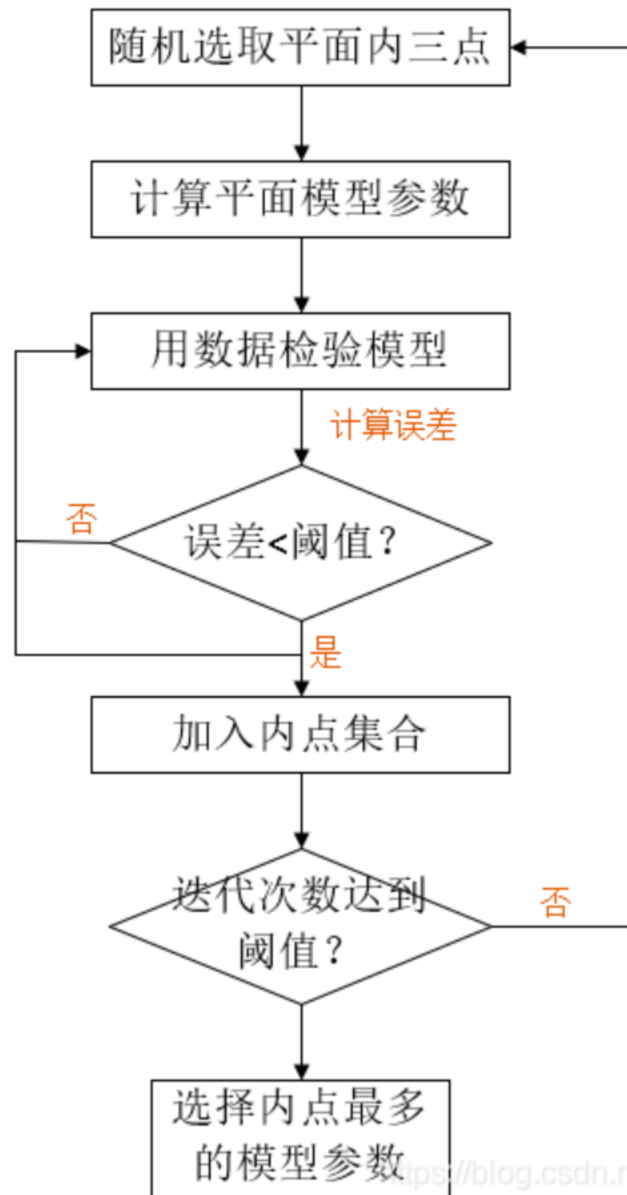 随机选取平面内三点
计算平面模型参数
用数据检验模型
计算误差
否
误差<阈值？
是
加入内点集合
迭代次数达到
阈值？
否
选择内点最多
的模型参数
https://blog.csdn.r